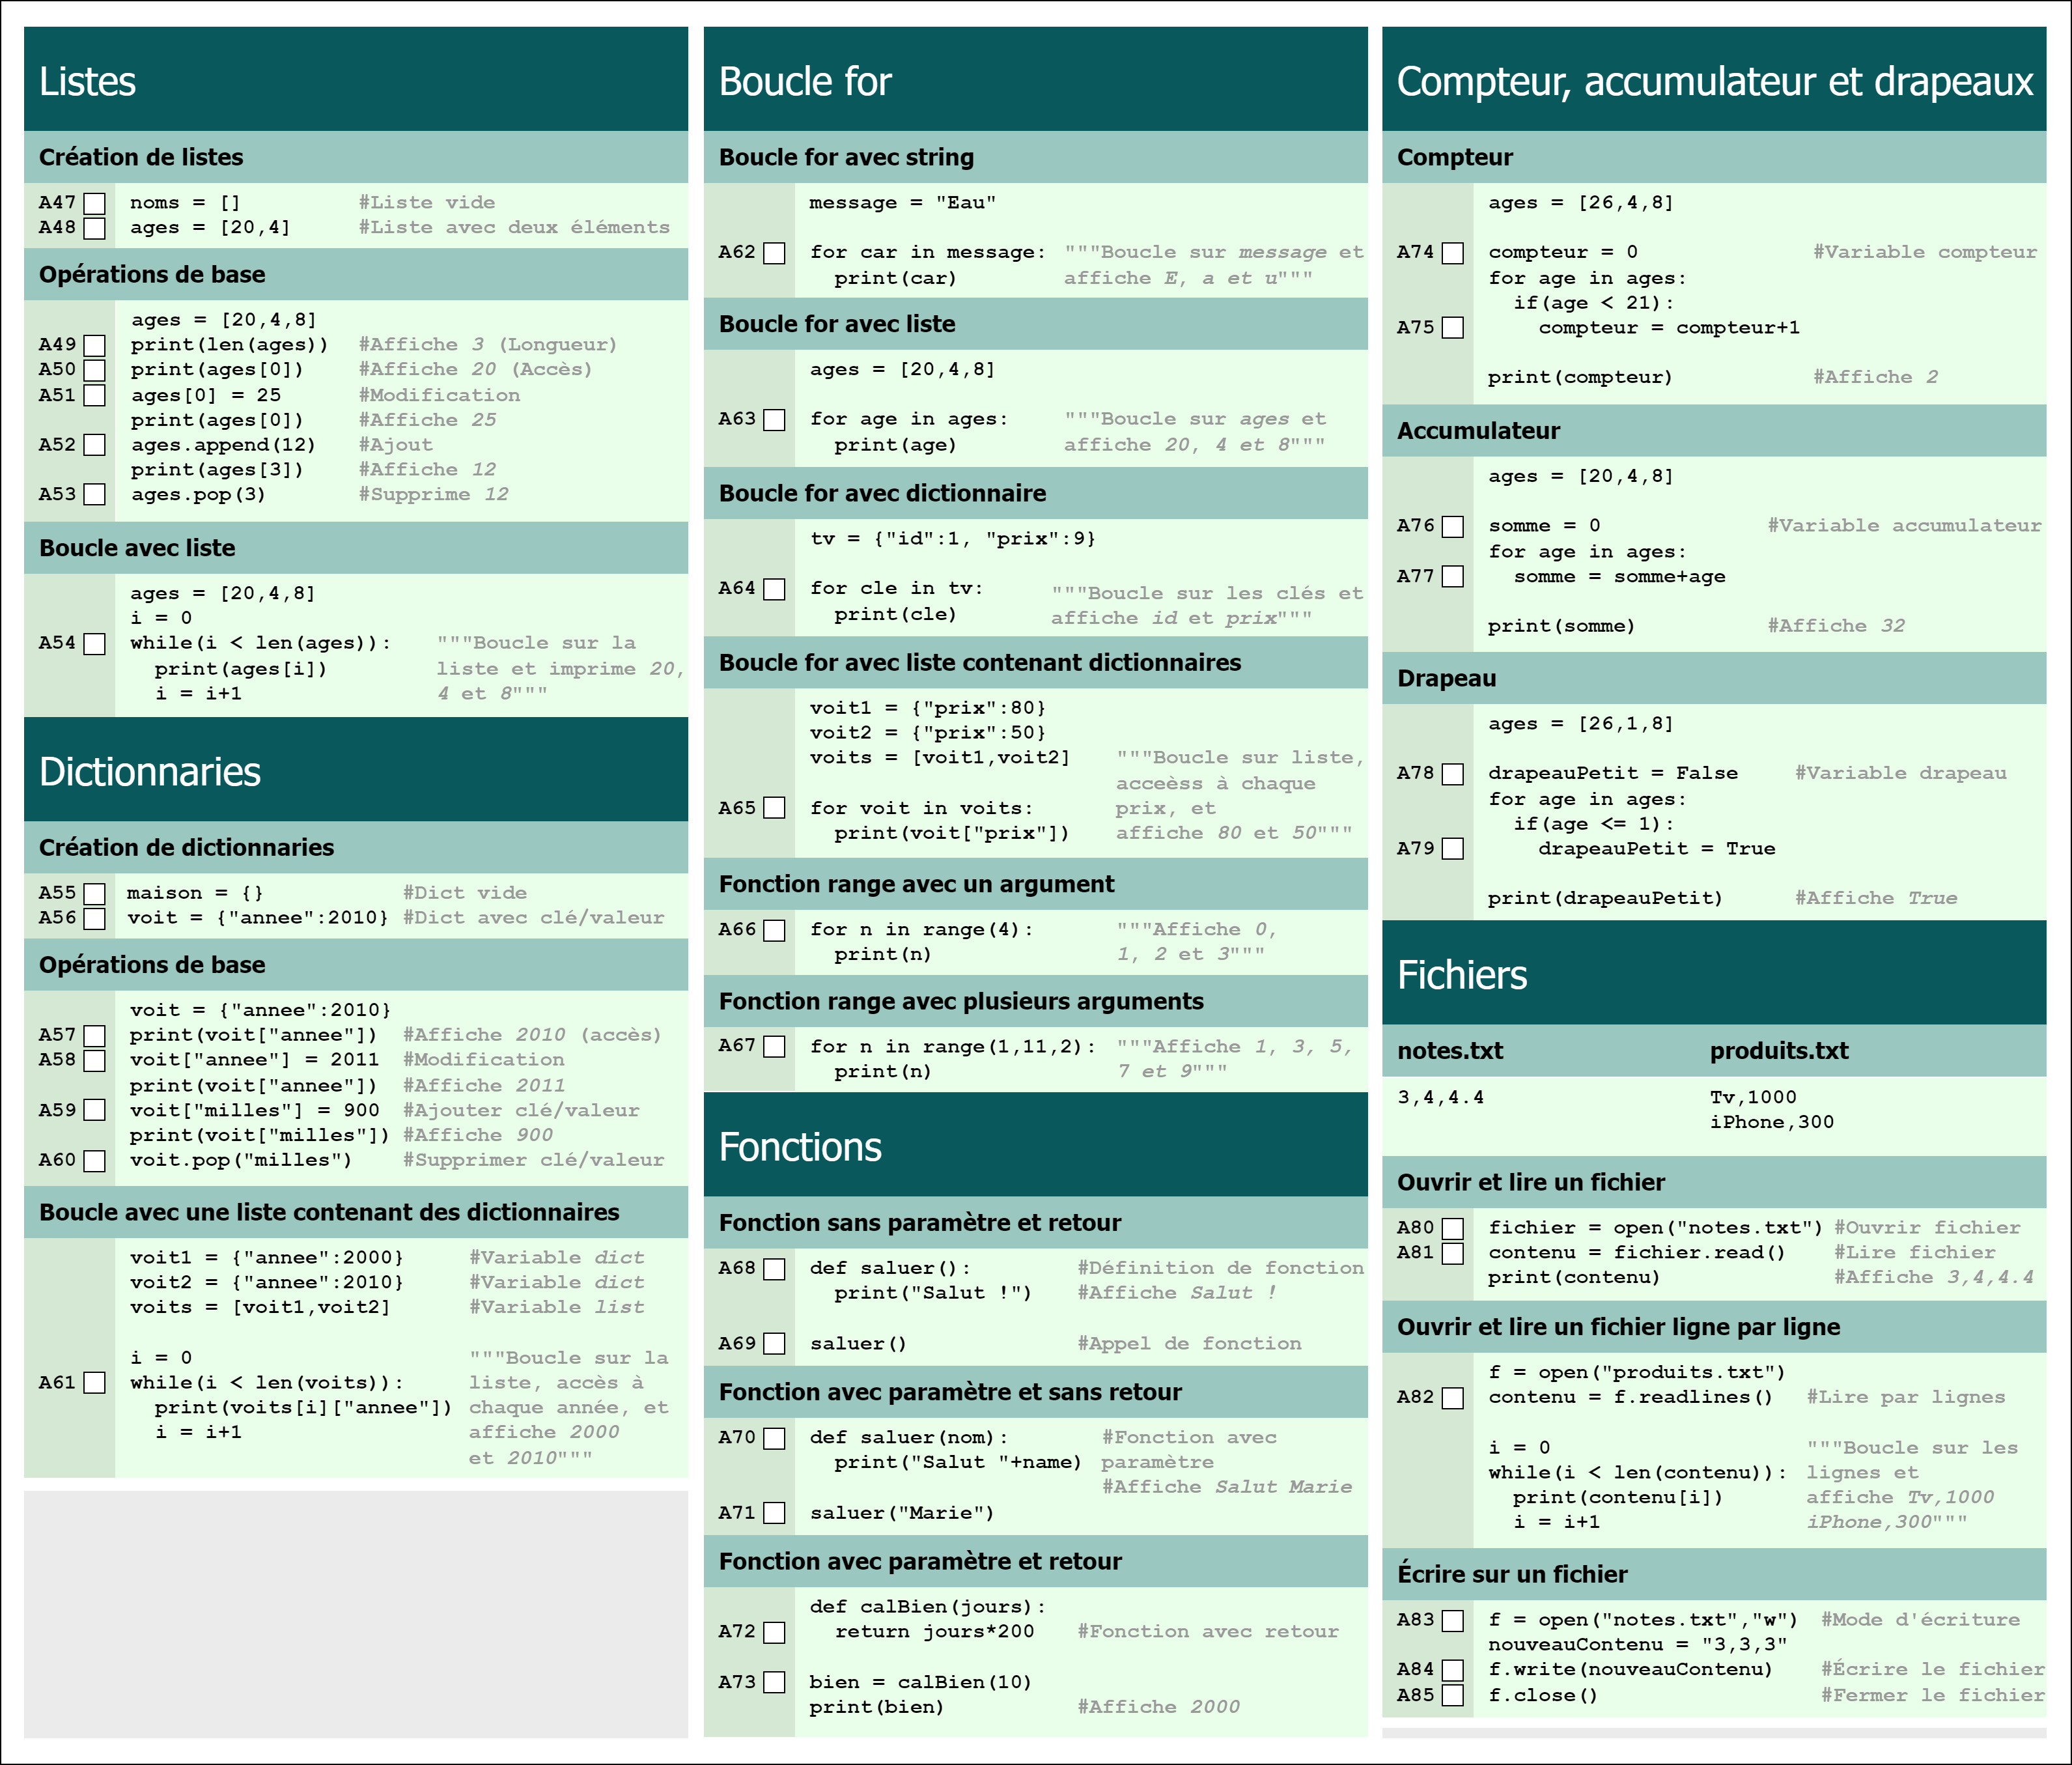 Listes
Création de listes
A47 noms = [] #Liste vide
A48 ages = [20,4] #Liste avec deux éléments
Opérations de base
ages = [20,4,8]
A49 print(len(ages)) #Affiche 3 (Longueur)
A50 print(ages[0]) #Affiche 20 (Accès)
A51 ages[0] = 25 #Modification
print(ages[0]) #Affiche 25
A52 ages.append(12) #Ajout
print(ages[3]) #Affiche 12
A53 ages.pop(3) #Supprime 12
Boucle avec liste
ages = [20,4,8]
i = 0
A54 while(i < len(ages)): """Boucle sur la
print(ages[i]) liste et imprime 20,
i = i+1 4 et 8"""
Dictionnaries
Création de dictionnaries
A55 maison = {} #Dict vide
A56 voit = {"annee":2010} #Dict avec clé/valeur
Opérations de base
voit = {"annee":2010}
A57 print(voit["annee"]) #Affiche 2010 (accès)
A58 voit["annee"] = 2011 #Modification
print(voit["annee"]) #Affiche 2011
A59 voit["milles"] = 900 #Ajouter clé/valeur
print(voit["milles"]) #Affiche 900
A60 voit.pop("milles") #Supprimer clé/valeur
Boucle avec une liste contenant des dictionnaires
voit1 = {"annee":2000} #Variable dict
voit2 = {"annee":2010} #Variable dict
voits = [voit1,voit2] #Variable list
i = 0 """Boucle sur la
A61 while(i < len(voits)): liste, accès à
print(voits[i]["annee"]) chaque année, et
i = i+1 affiche 2000
et 2010"""
Boucle for
Boucle for avec string
message = "Eau"
A62 for car in message: """Boucle sur message et
print(car) affiche E, a et u"""
Boucle for avec liste
ages = [20,4,8]
A63 for age in ages: """Boucle sur ages et
print(age) affiche 20, 4 et 8"""
Boucle for avec dictionnaire
tv = {"id":1, "prix":9}
A64 for cle in tv: """Boucle sur les clés et
print(cle) affiche id et prix"""
Boucle for avec liste contenant dictionnaires
voit1 = {"prix":80}
voit2 = {"prix":50}
voits = [voit1,voit2] """Boucle sur liste,
acceèss à chaque
A65 for voit in voits: prix, et
print(voit["prix"]) affiche 80 et 50"""
Fonction range avec un argument
A66 for n in range(4): """Affiche 0,
print(n) 1, 2 et 3"""
Fonction range avec plusieurs arguments
A67 for n in range(1,11,2): """Affiche 1, 3, 5,
print(n) 7 et 9"""
Fonctions
Fonction sans paramètre et retour
A68 def saluer(): #Définition de fonction
print("Salut !") #Affiche Salut !
A69 saluer() #Appel de fonction
Fonction avec paramètre et sans retour
A70 def saluer(nom): #Fonction avec
print("Salut "+name) paramètre
#Affiche Salut Marie
A71 saluer("Marie")
Fonction avec paramètre et retour
def calBien(jours):
A72 return jours*200 #Fonction avec retour
A73 bien = calBien(10)
print(bien) #Affiche 2000
Compteur, accumulateur et drapeaux
Compteur
ages = [26,4,8]
A74 compteur = 0 #Variable compteur
for age in ages:
if(age < 21):
A75 compteur = compteur+1
print(compteur) #Affiche 2
Accumulateur
ages = [20,4,8]
A76 somme = 0 #Variable accumulateur
for age in ages:
A77 somme = somme+age
print(somme) #Affiche 32
Drapeau
ages = [26,1,8]
A78 drapeauPetit = False #Variable drapeau
for age in ages:
if(age <= 1):
A79 drapeauPetit = True
print(drapeauPetit) #Affiche True
Fichiers
notes.txt produits.txt
3,4,4.4 Tv,1000
iPhone,300
Ouvrir et lire un fichier
A80 fichier = open("notes.txt") #Ouvrir fichier
A81 contenu = fichier.read() #Lire fichier
print(contenu) #Affiche 3,4,4.4
Ouvrir et lire un fichier ligne par ligne
f = open("produits.txt")
A82 contenu = f.readlines() #Lire par lignes
i = 0 """Boucle sur les
while(i < len(contenu)): lignes et
print(contenu[i]) affiche Tv,1000
i = i+1 iPhone,300"""
Écrire sur un fichier
A83 f = open("notes.txt","w") #Mode d'écriture
nouveauContenu = "3,3,3"
A84 f.write(nouveauContenu) #Écrire le fichier
A85 f.close() #Fermer le fichier